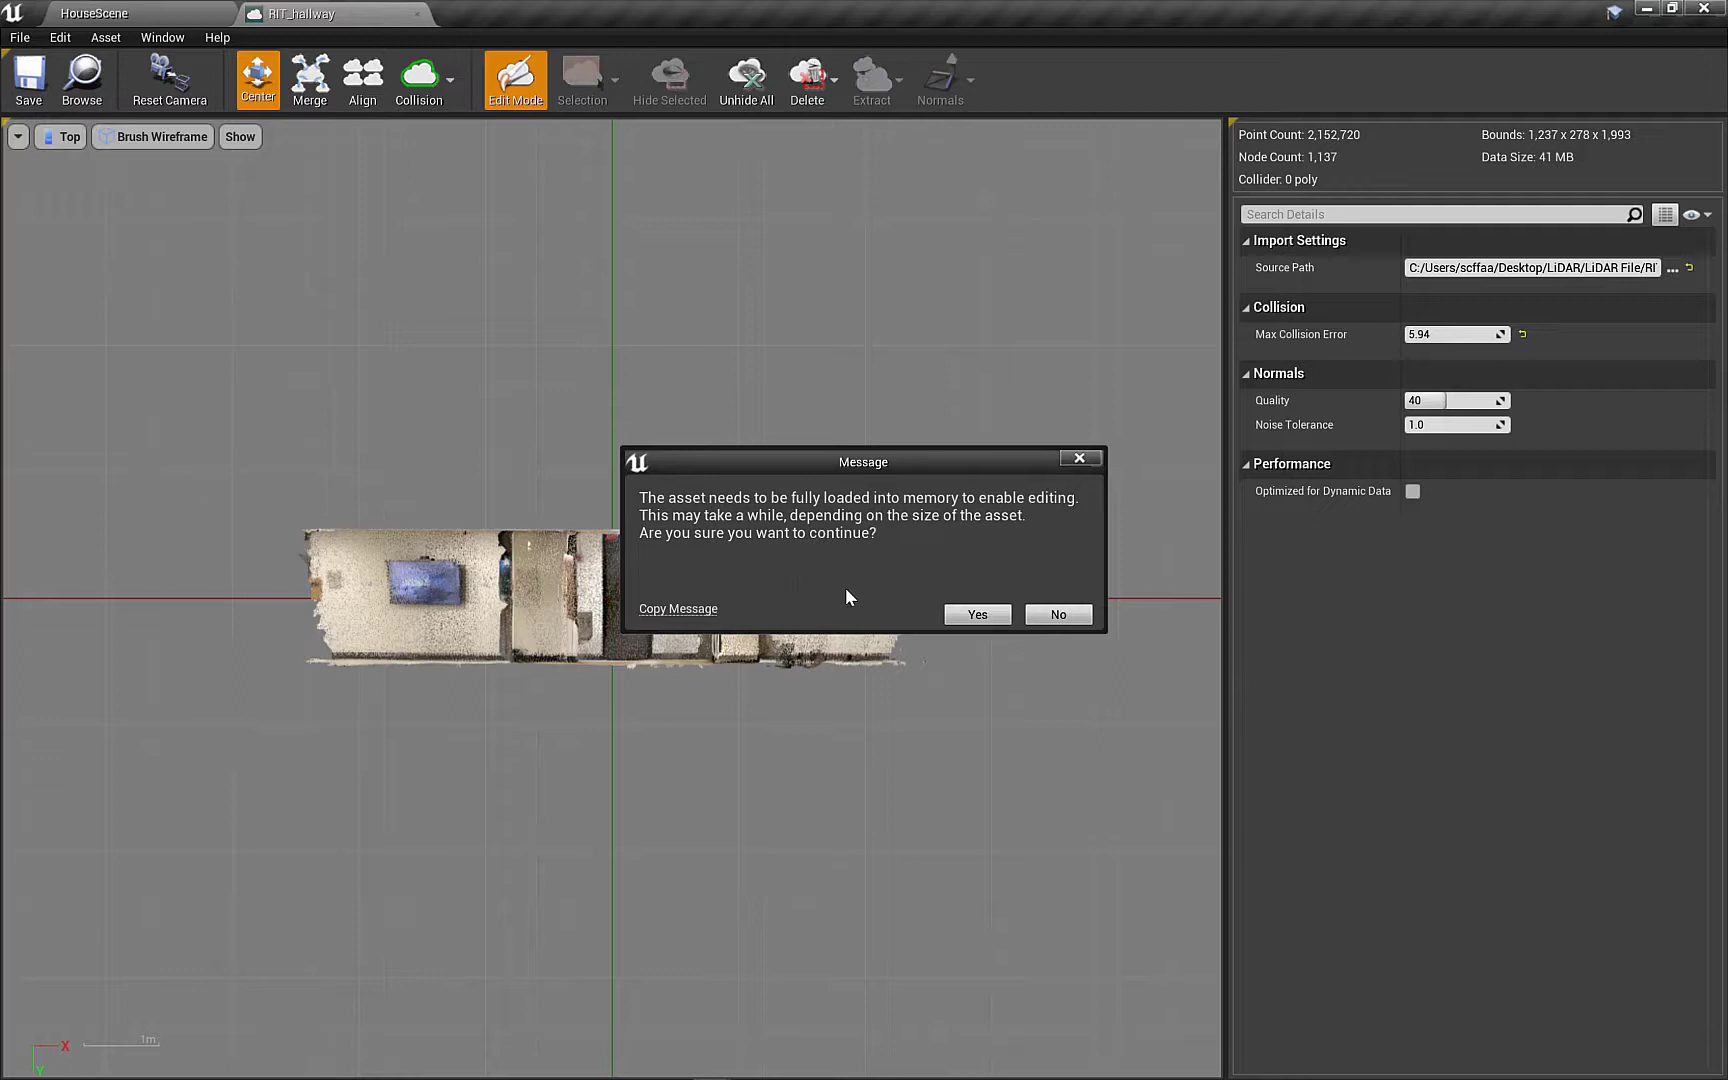 HouseScene
RIT_hallway
File Edit Asset Window Help
Save Browse Reset Camera Center Merge Align Collision Edit Mode Selection Hide Selected Unhide All Delete Extract Normals
Top Brush Wireframe Show
Point Count: 2,152,720 Bounds: 1,237 x 278 x 1,993
Node Count: 1,137 Data Size: 41 MB
Collider: 0 poly
Search Details
Import Settings
Source Path C:/Users/scffaa/Desktop/LiDAR/LiDAR File/RI ...
Collision
Max Collision Error 5.94
Normals
Quality 40
Noise Tolerance 1.0
Performance
Optimized for Dynamic Data
Message
The asset needs to be fully loaded into memory to enable editing.
This may take a while, depending on the size of the asset.
Are you sure you want to continue?
Copy Message Yes No
1m
X
Y